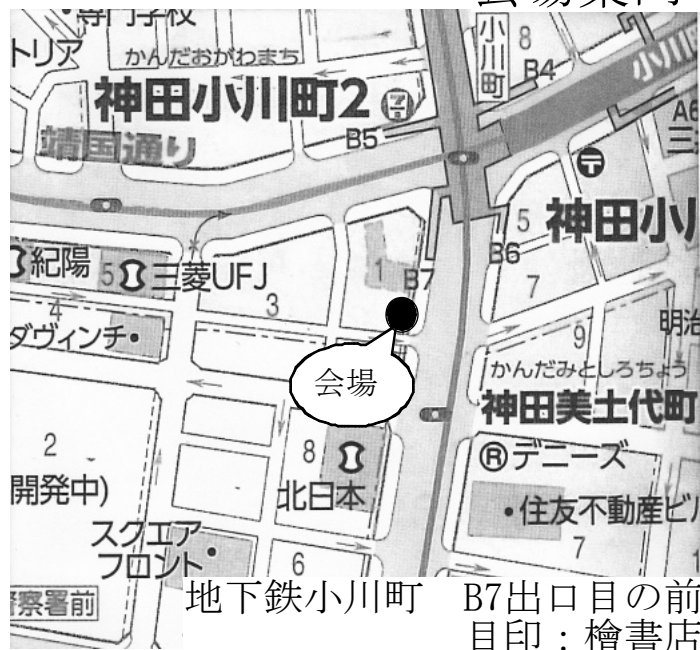 専門学校
トリア
かんだおがわまち
小川町
8
B4
小川
神田小川町2
靖国通り
B5
三
5
神田小川
B6
紀陽
5
三菱UFJ
1
B7
3
7
4
ダヴィンチ
9
明治
会場
かんだみとしろちょう
神田美土代町
2
8
デニーズ
開発中)
北日本
住友不動産ビル
スクエア
フロント
6
7
警察署前
地下鉄小川町 B7出口目の前
目印:檜書店